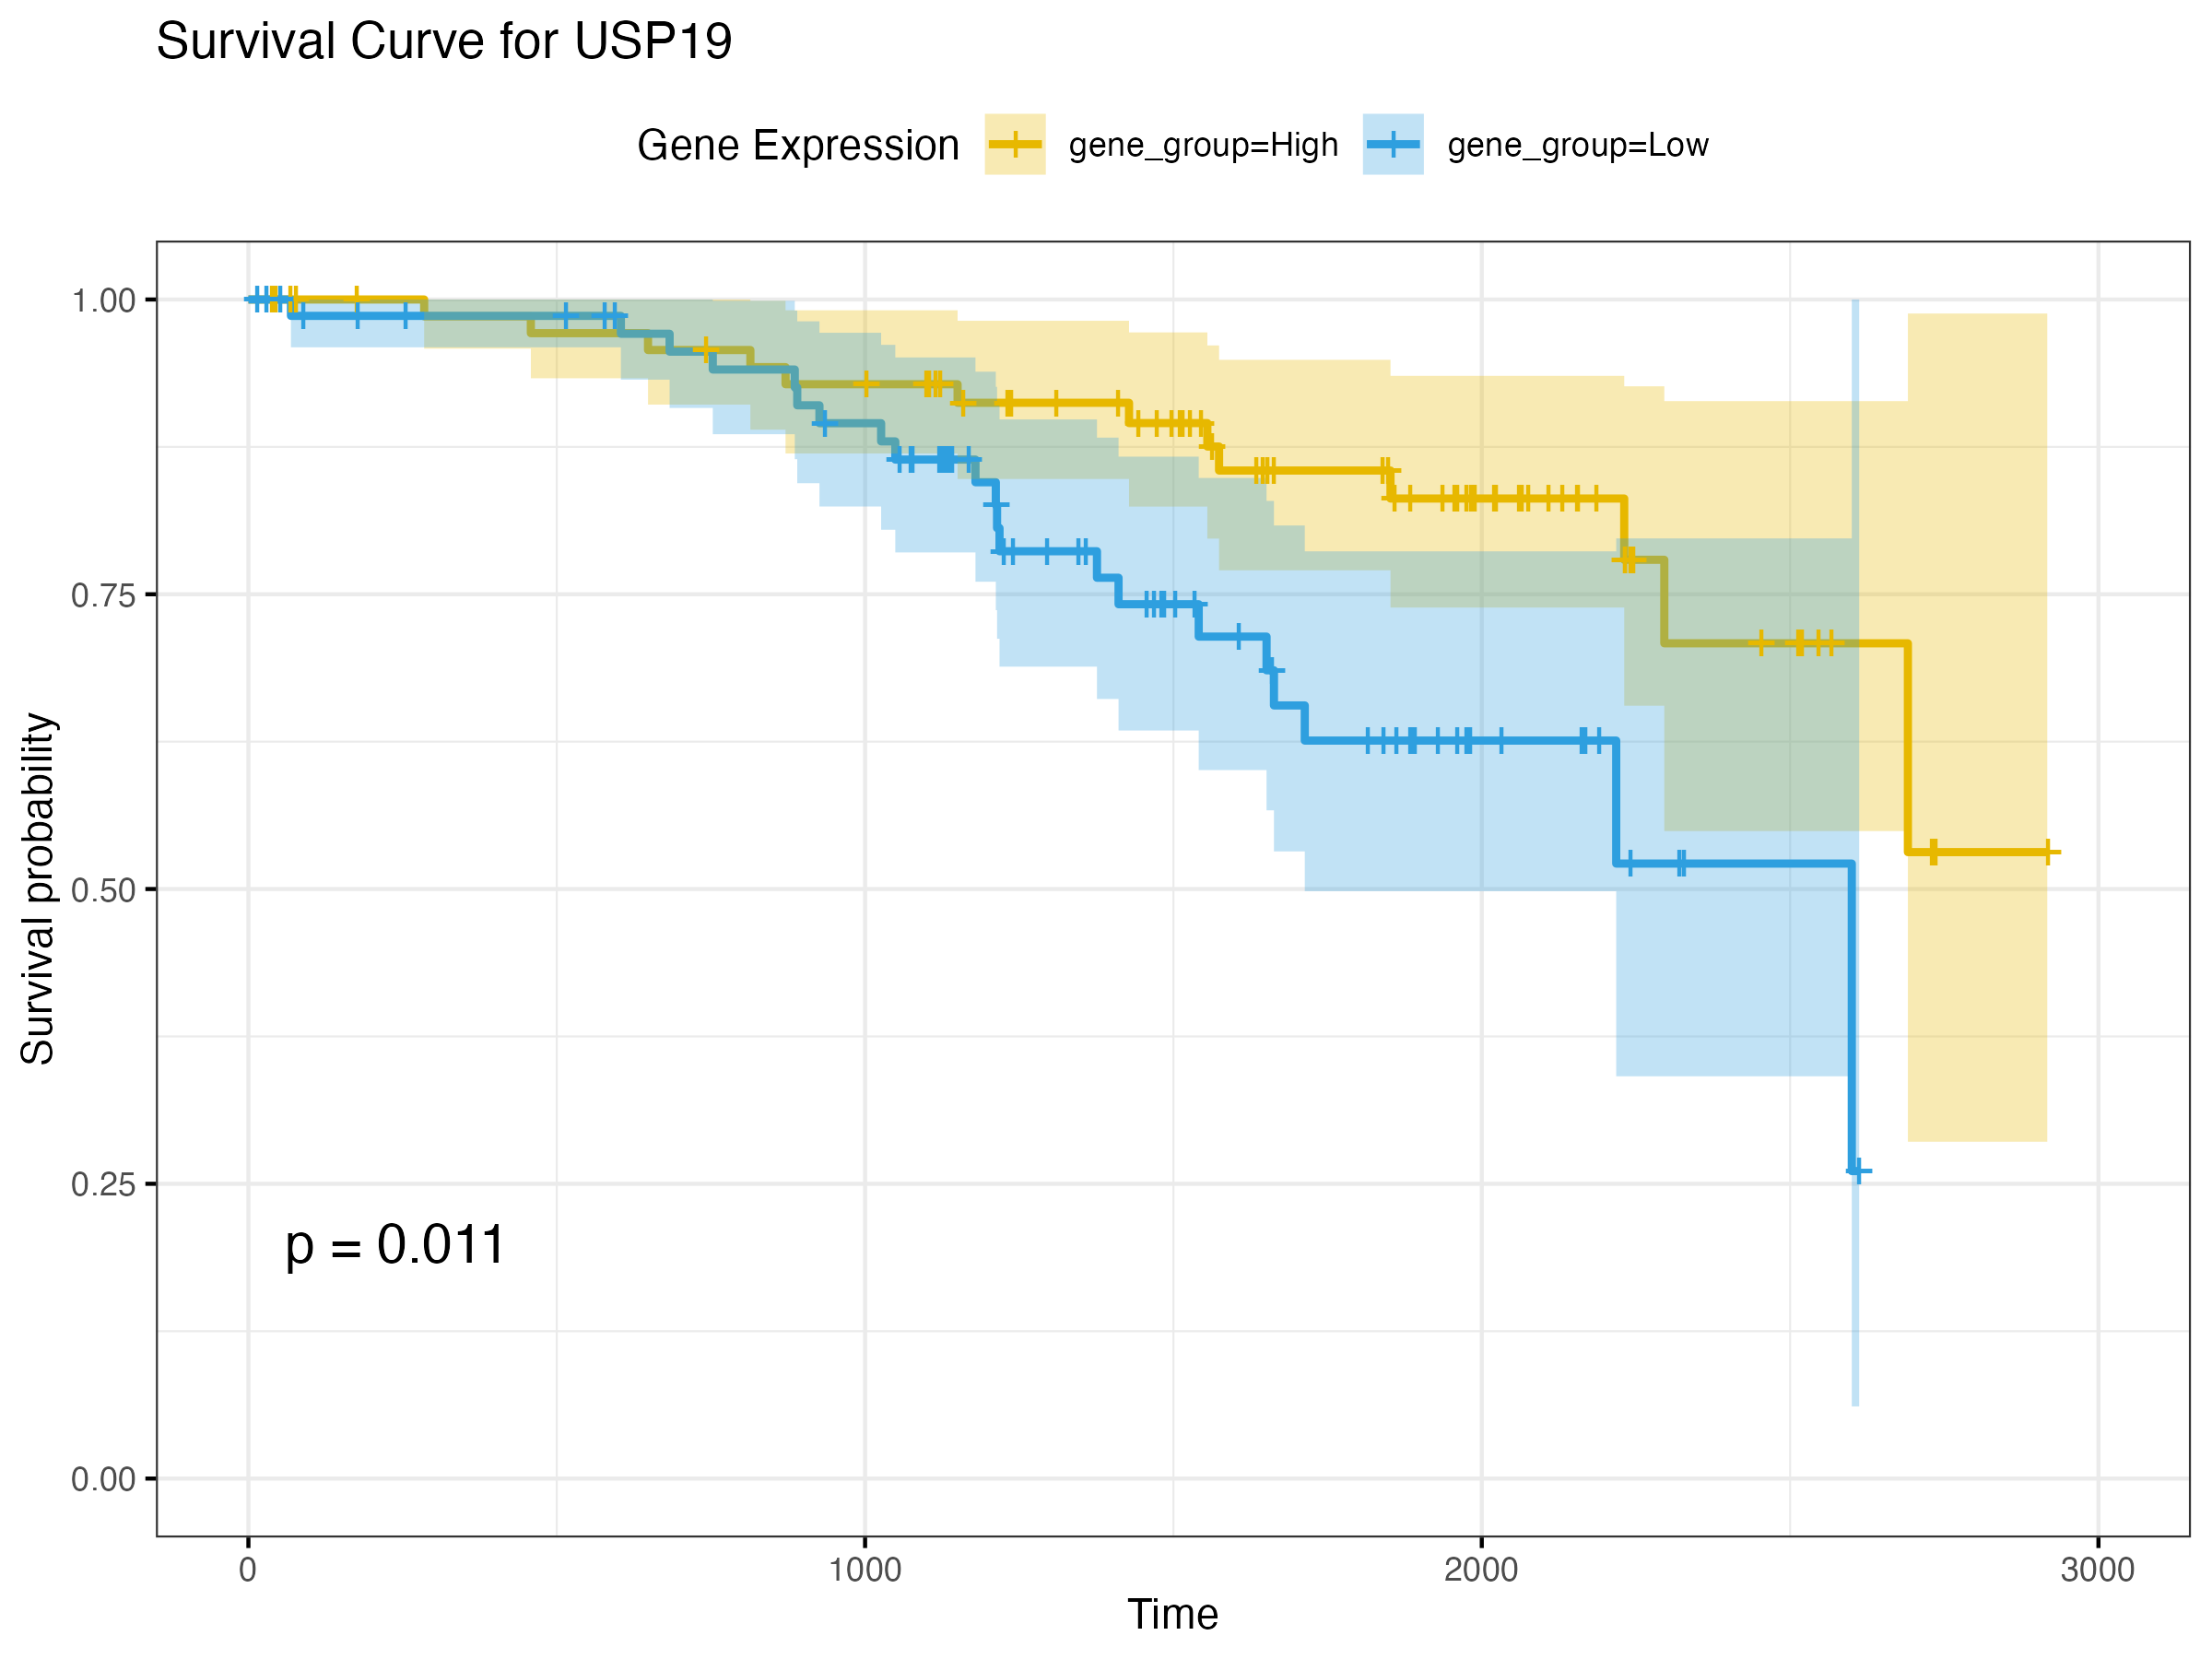 Survival Curve for USP19
Gene Expression gene_group=High gene_group=Low
1.00
0.75
0.50
0.25
0.00
Survival probability
p = 0.011
0 1000 2000 3000
Time